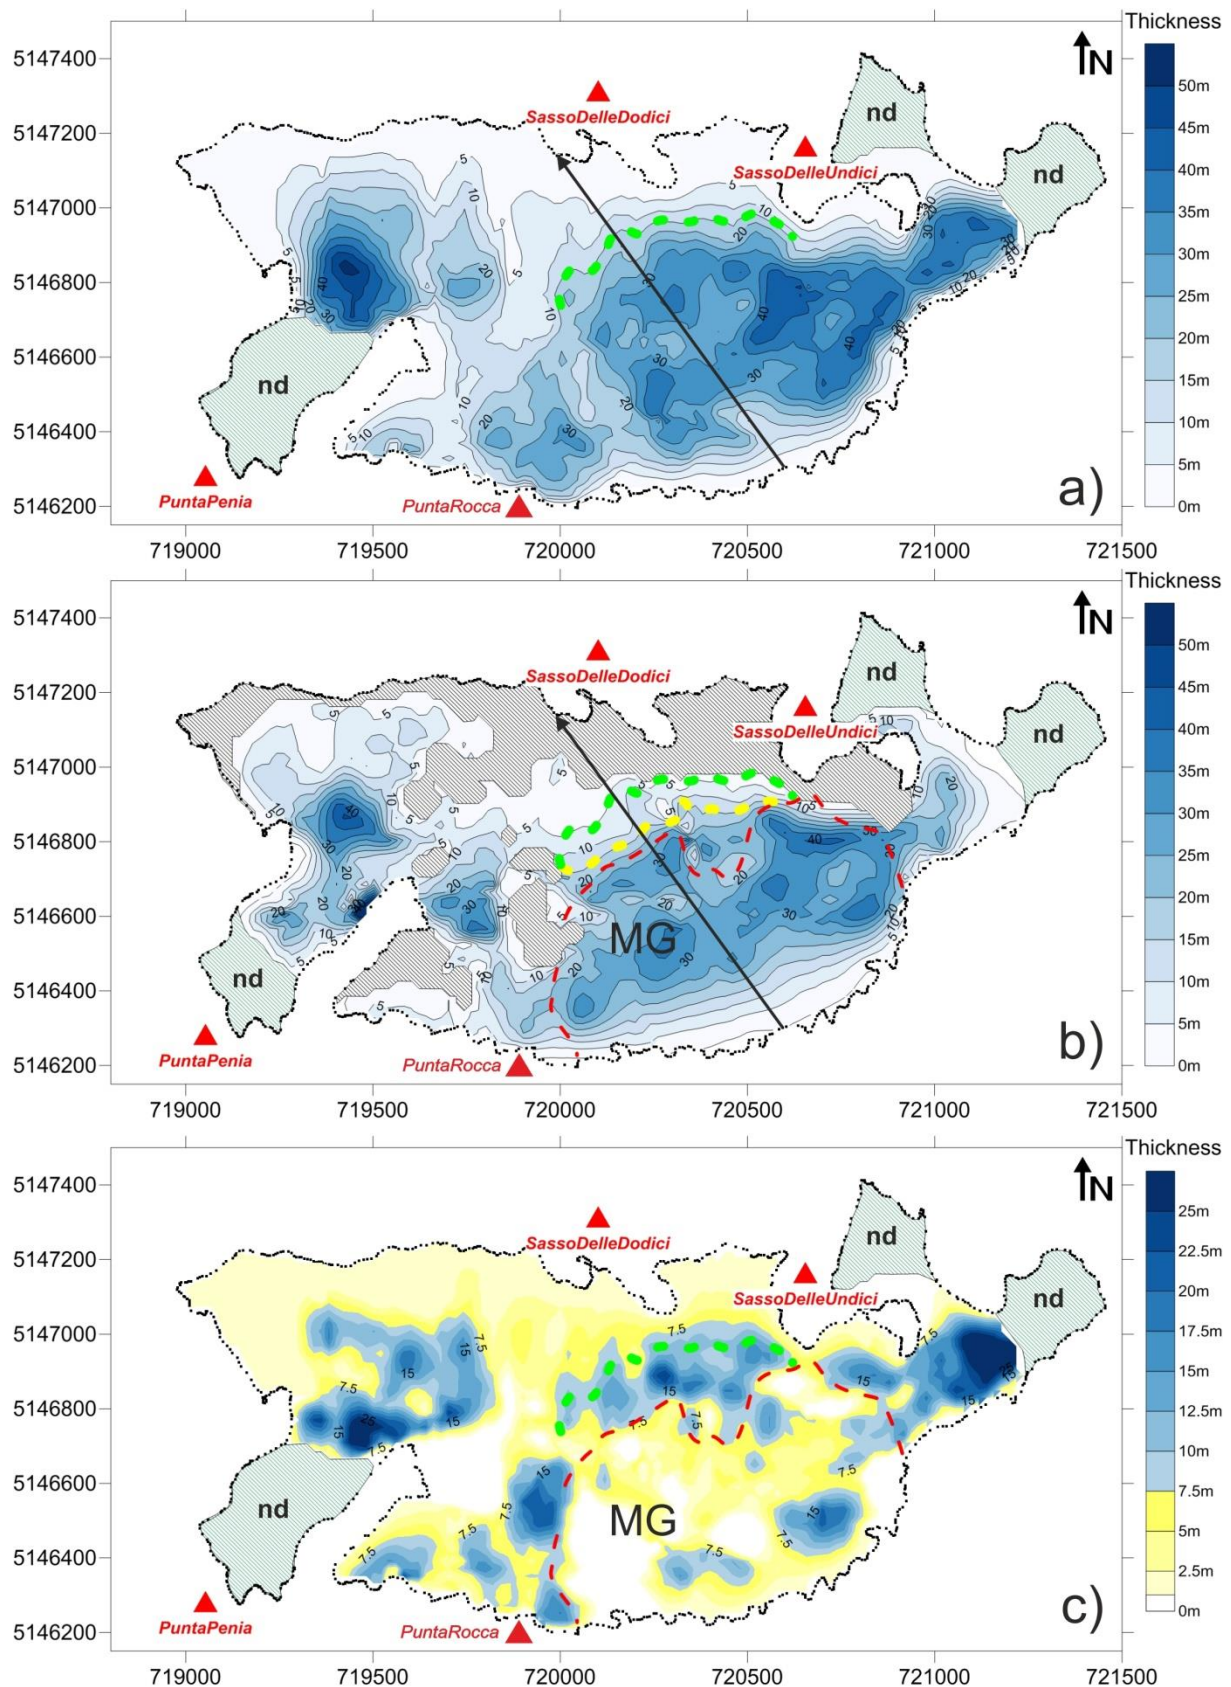 Thickness
5147400
N
nd
50m
SassoDelleDodici
45m
5147200
SassoDelleUndici
nd
40m
35m
5147000
30m
25m
5146800
20m
15m
5146600
nd
10m
5146400
5m
a)
0m
5146200
PuntaPenia
PuntaRocca
719000 719500 720000 720500 721000 721500
Thickness
5147400
N
nd
50m
SassoDelleDodici
45m
5147200
SassoDelleUndici
nd
40m
35m
5147000
30m
25m
5146800
20m
15m
5146600
MG
nd
10m
5146400
5m
b)
0m
5146200
PuntaPenia
PuntaRocca
719000 719500 720000 720500 721000 721500
Thickness
5147400
N
nd
25m
SassoDelleDodici
22.5m
5147200
SassoDelleUndici
nd
20m
17.5m
5147000
15m
12.5m
5146800
10m
7.5m
5146600
nd
MG
5m
5146400
2.5m
c)
0m
5146200
PuntaPenia
PuntaRocca
719000 719500 720000 720500 721000 721500